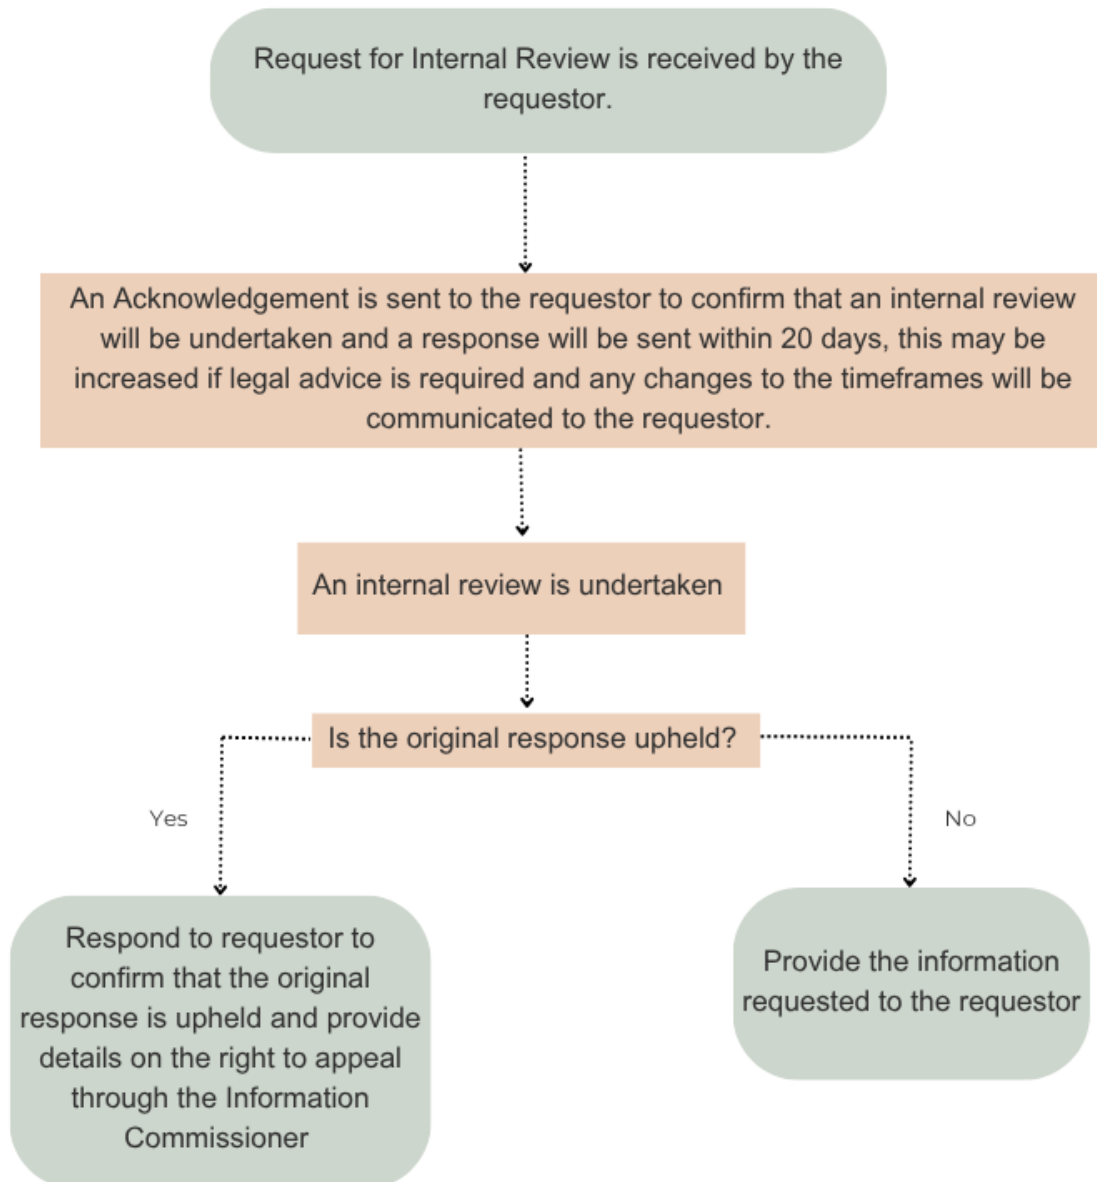 Request for Internal Review is received by the
requestor.
An Acknowledgement is sent to the requestor to confirm that an internal review
will be undertaken and a response will be sent within 20 days, this may be
increased if legal advice is required and any changes to the timeframes will be
communicated to the requestor.
An internal review is undertaken
Is the original response upheld?
Yes
No
Respond to requestor to
confirm that the original
response is upheld and provide
details on the right to appeal
through the Information
Commissioner
Provide the information
requested to the requestor